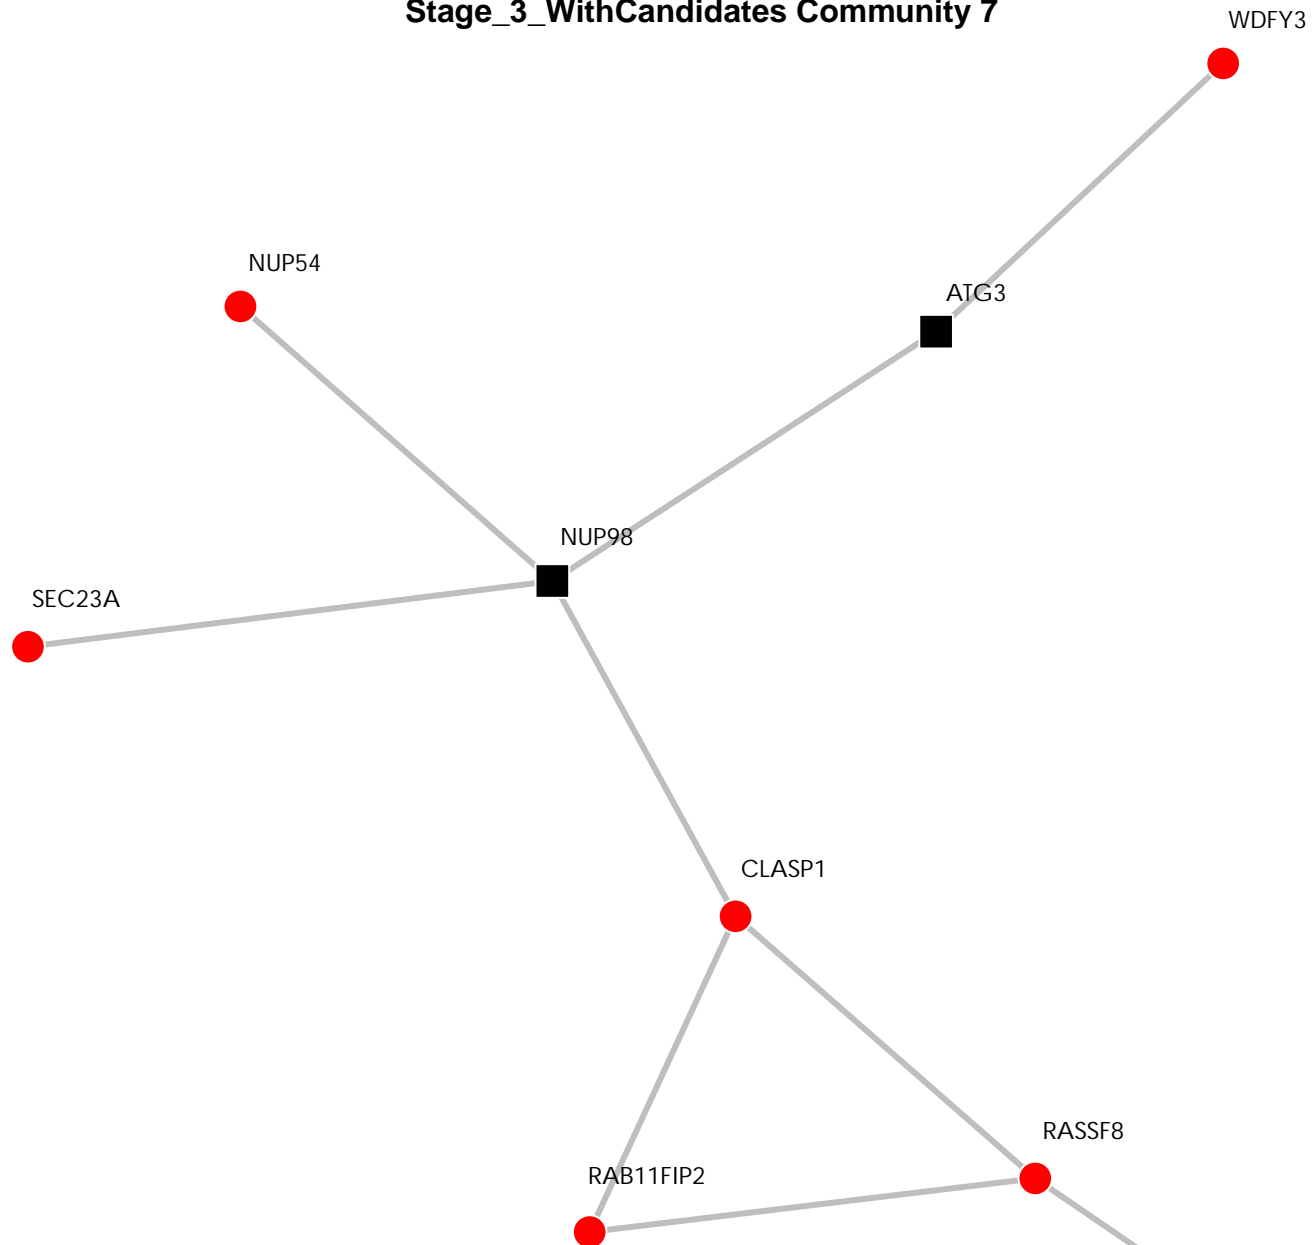 Stage_3_WithCandidates Community 7
WDFY3
NUP54
ATG3
NUP98
SEC23A
CLASP1
RASSF8
RAB11FIP2